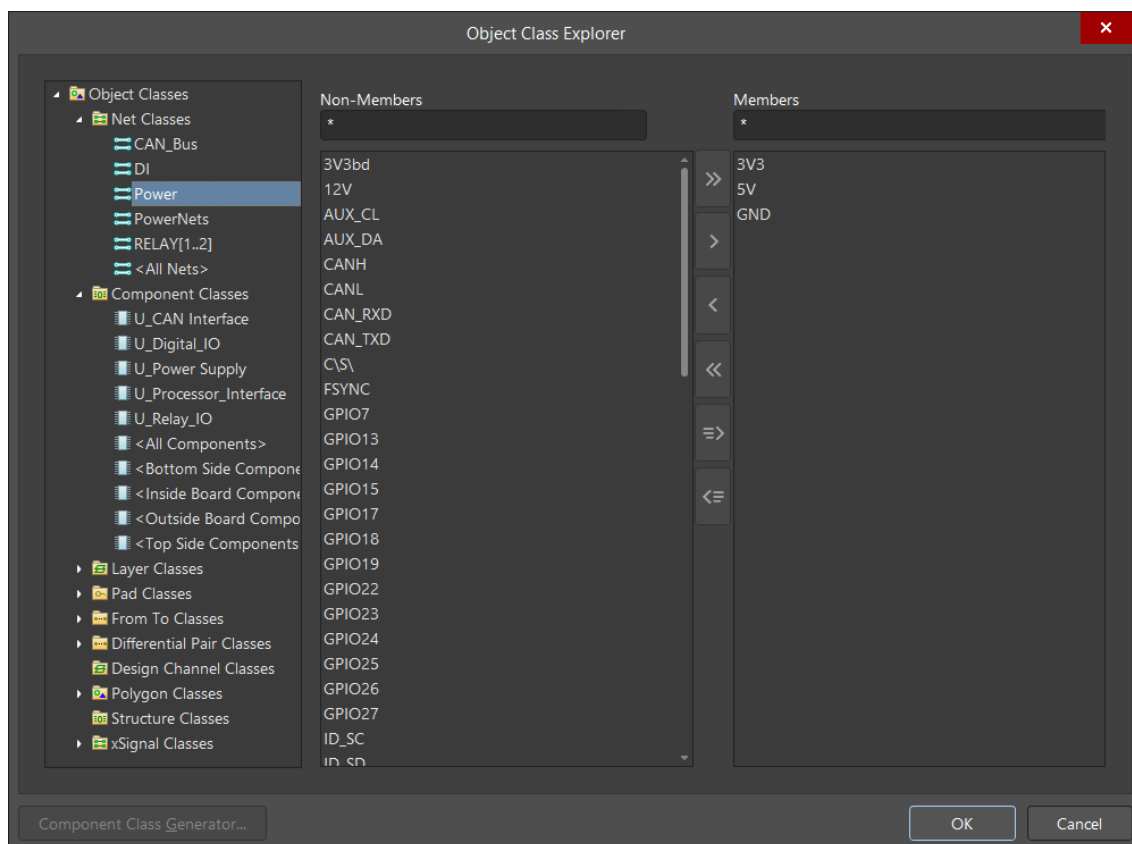 Object Class Explorer
Object Classes
Net Classes
CAN_Bus
DI
Power
PowerNets
RELAY[1..2]
<All Nets>
Component Classes
U_CAN Interface
U_Digital_IO
U_Power Supply
U_Processor_Interface
U_Relay_IO
<All Components>
<Bottom Side Compone
<Inside Board Compone
<Outside Board Compo
<Top Side Components
Layer Classes
Pad Classes
From To Classes
Differential Pair Classes
Design Channel Classes
Polygon Classes
Structure Classes
xSignal Classes
Non-Members
*
3V3bd
12V
AUX_CL
AUX_DA
CANH
CANL
CAN_RXD
CAN_TXD
C\S\
FSYNC
GPIO7
GPIO13
GPIO14
GPIO15
GPIO17
GPIO18
GPIO19
GPIO22
GPIO23
GPIO24
GPIO25
GPIO26
GPIO27
ID_SC
ID_SD
Members
*
3V3
5V
GND
Component Class Generator...
OK
Cancel